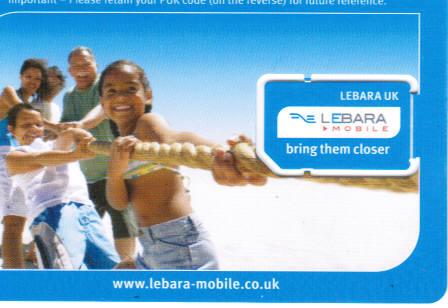 Important – Please retain your PUK code (on the reverse) for future reference.
LEBARA UK
LEBARA
MOBILE
bring them closer
www.lebara-mobile.co.uk